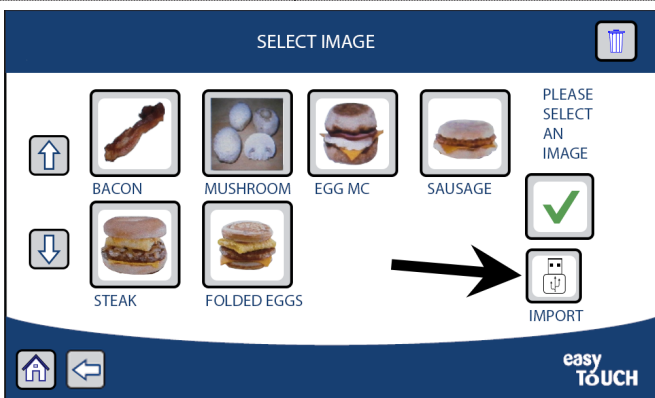 SELECT IMAGE
PLEASE
SELECT
AN
IMAGE
BACON
MUSHROOM
EGG MC
SAUSAGE
STEAK
FOLDED EGGS
IMPORT
easy
TOUCH